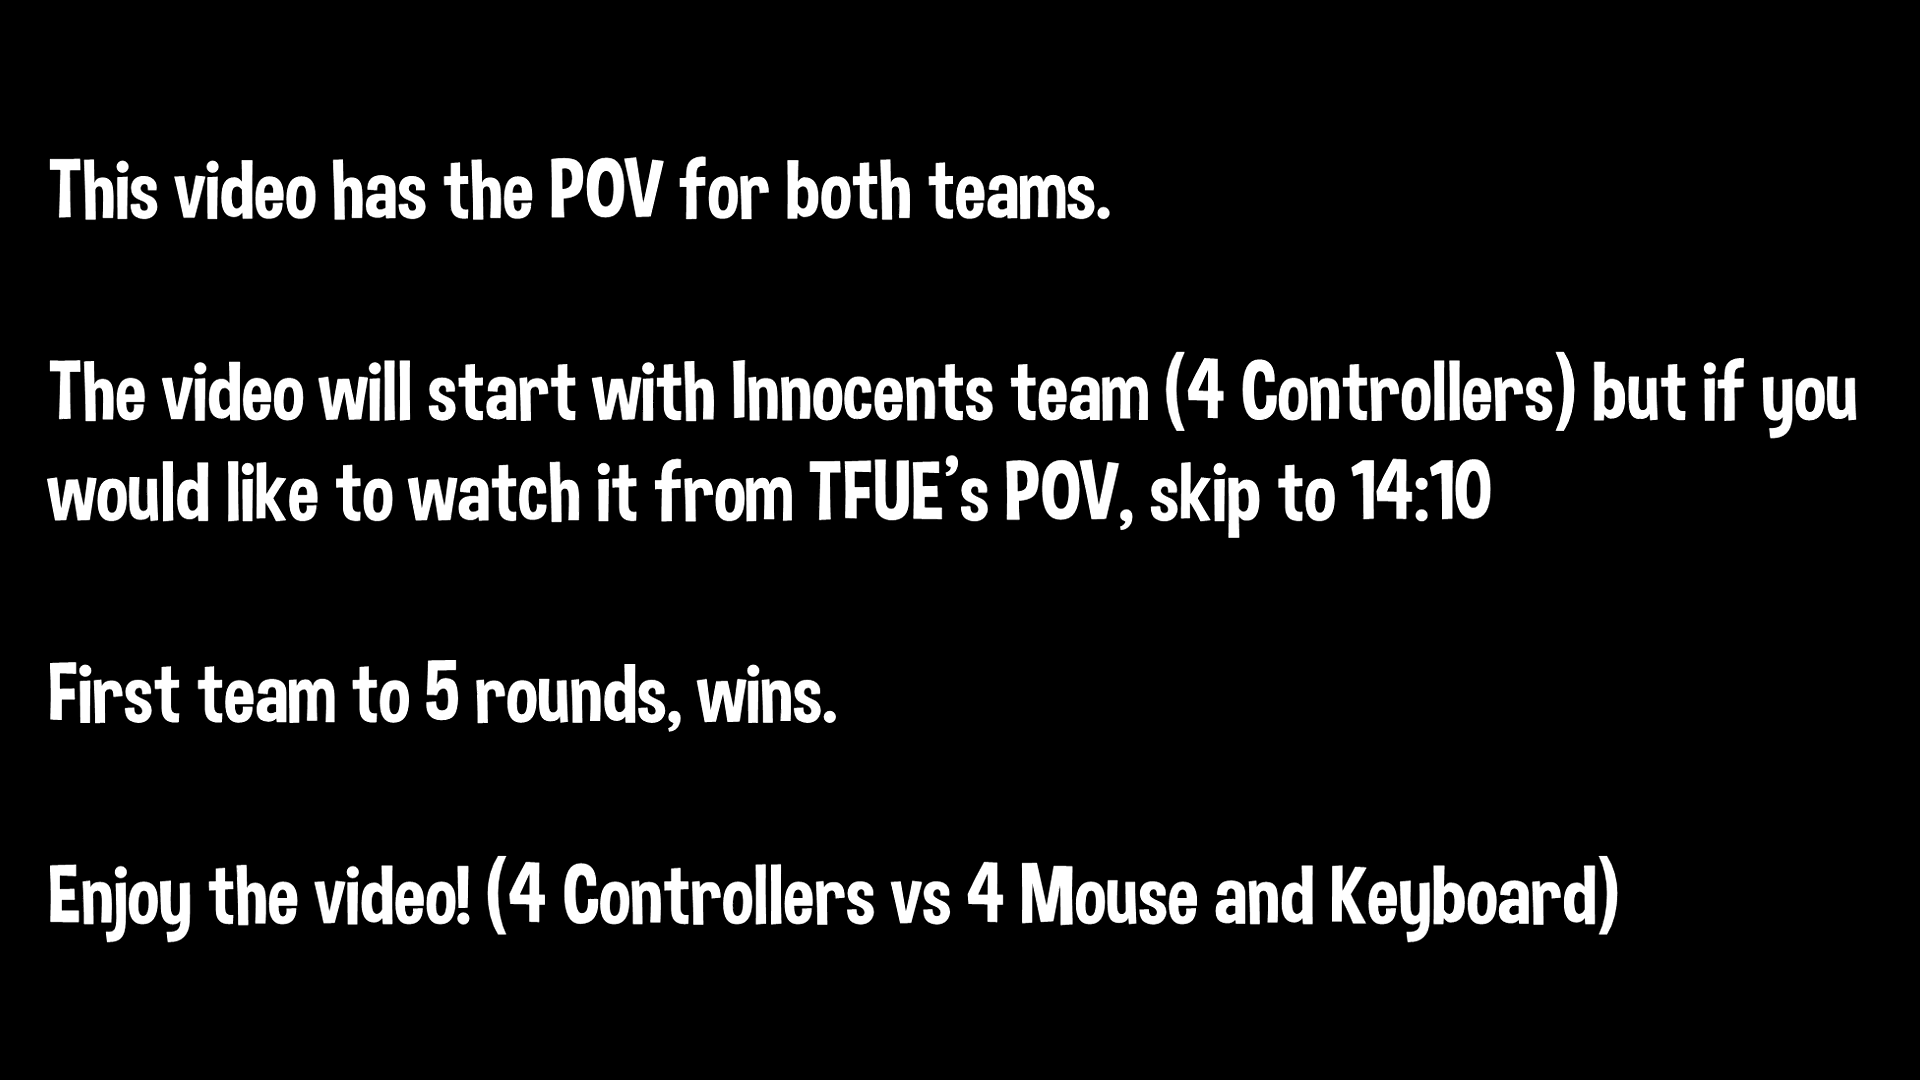 This video has the POV for both teams.
The video will start with Innocents team (4 Controllers) but if you
would like to watch it from TFUE’s POV, skip to 14:10
First team to 5 rounds, wins.
Enjoy the video! (4 Controllers vs 4 Mouse and Keyboard)